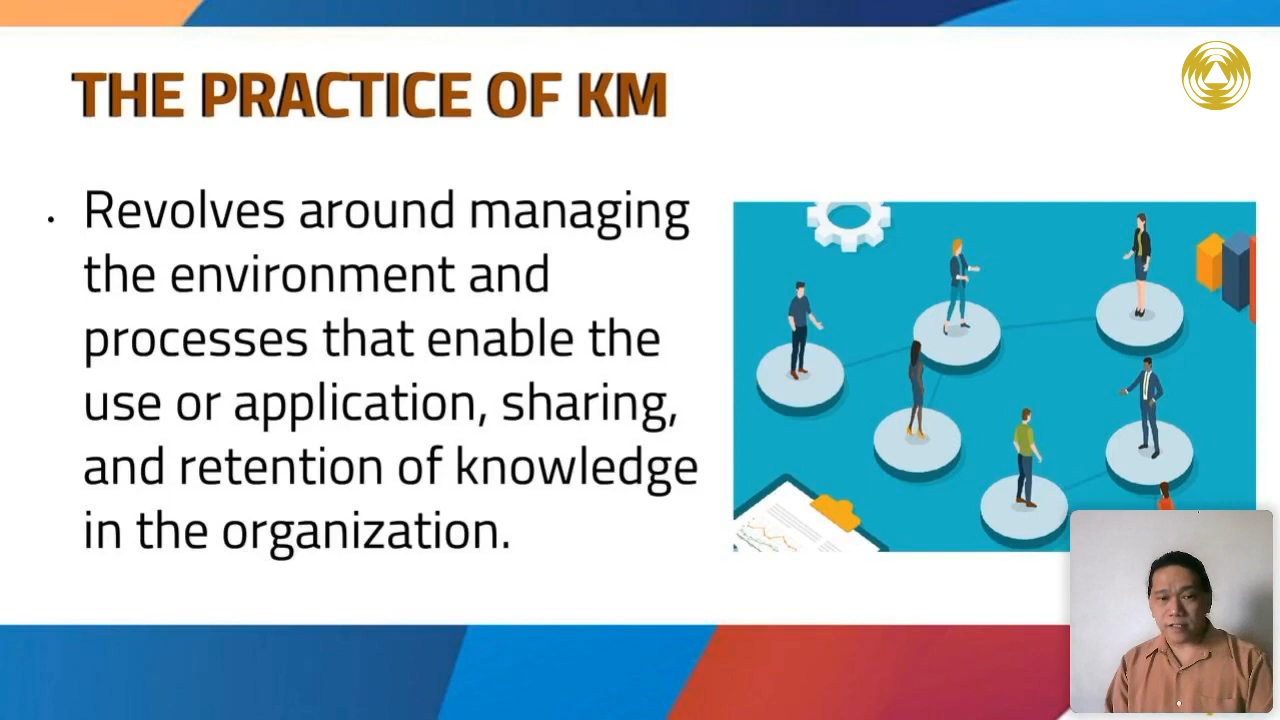 THE PRACTICE OF KM
· Revolves around managing
the environment and
processes that enable the
use or application, sharing,
and retention of knowledge
in the organization.